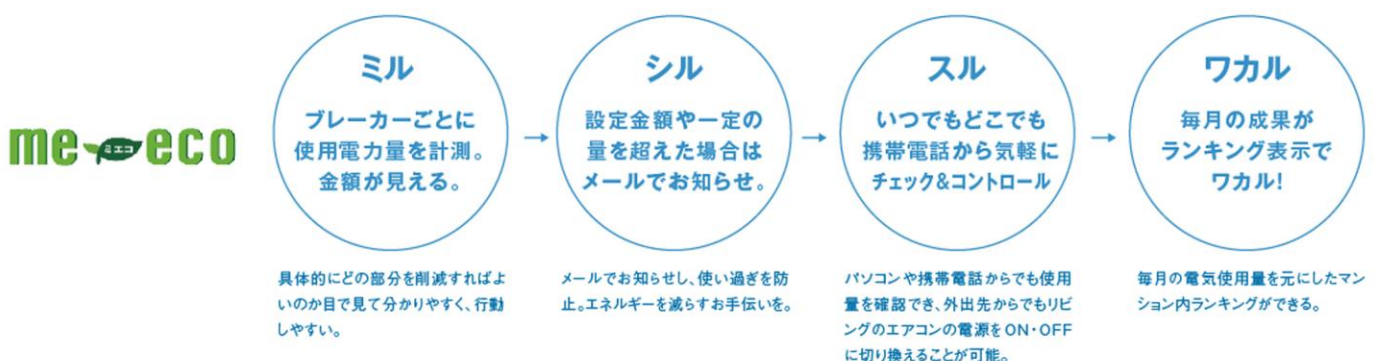 me eco
ミエコ
ミル
ブレーカーごとに
使用電力量を計測。
金額が見える。
具体的にどの部分を削減すればよ
いのか目で見て分かりやすく、行動
しやすい。
→
シル
設定金額や一定の
量を超えた場合は
メールでお知らせ。
メールでお知らせし、使い過ぎを防
止。エネルギーを減らすお手伝いを。
→
スル
いつでもどこでも
携帯電話から気軽に
チェック&コントロール
パソコンや携帯電話からでも使用
量を確認でき、外出先からでもリビ
ングのエアコンの電源をON・OFF
に切り換えることが可能。
→
ワカル
毎月の成果が
ランキング表示で
ワカル!
毎月の電気使用量を元にしたマン
ション内ランキングができる。